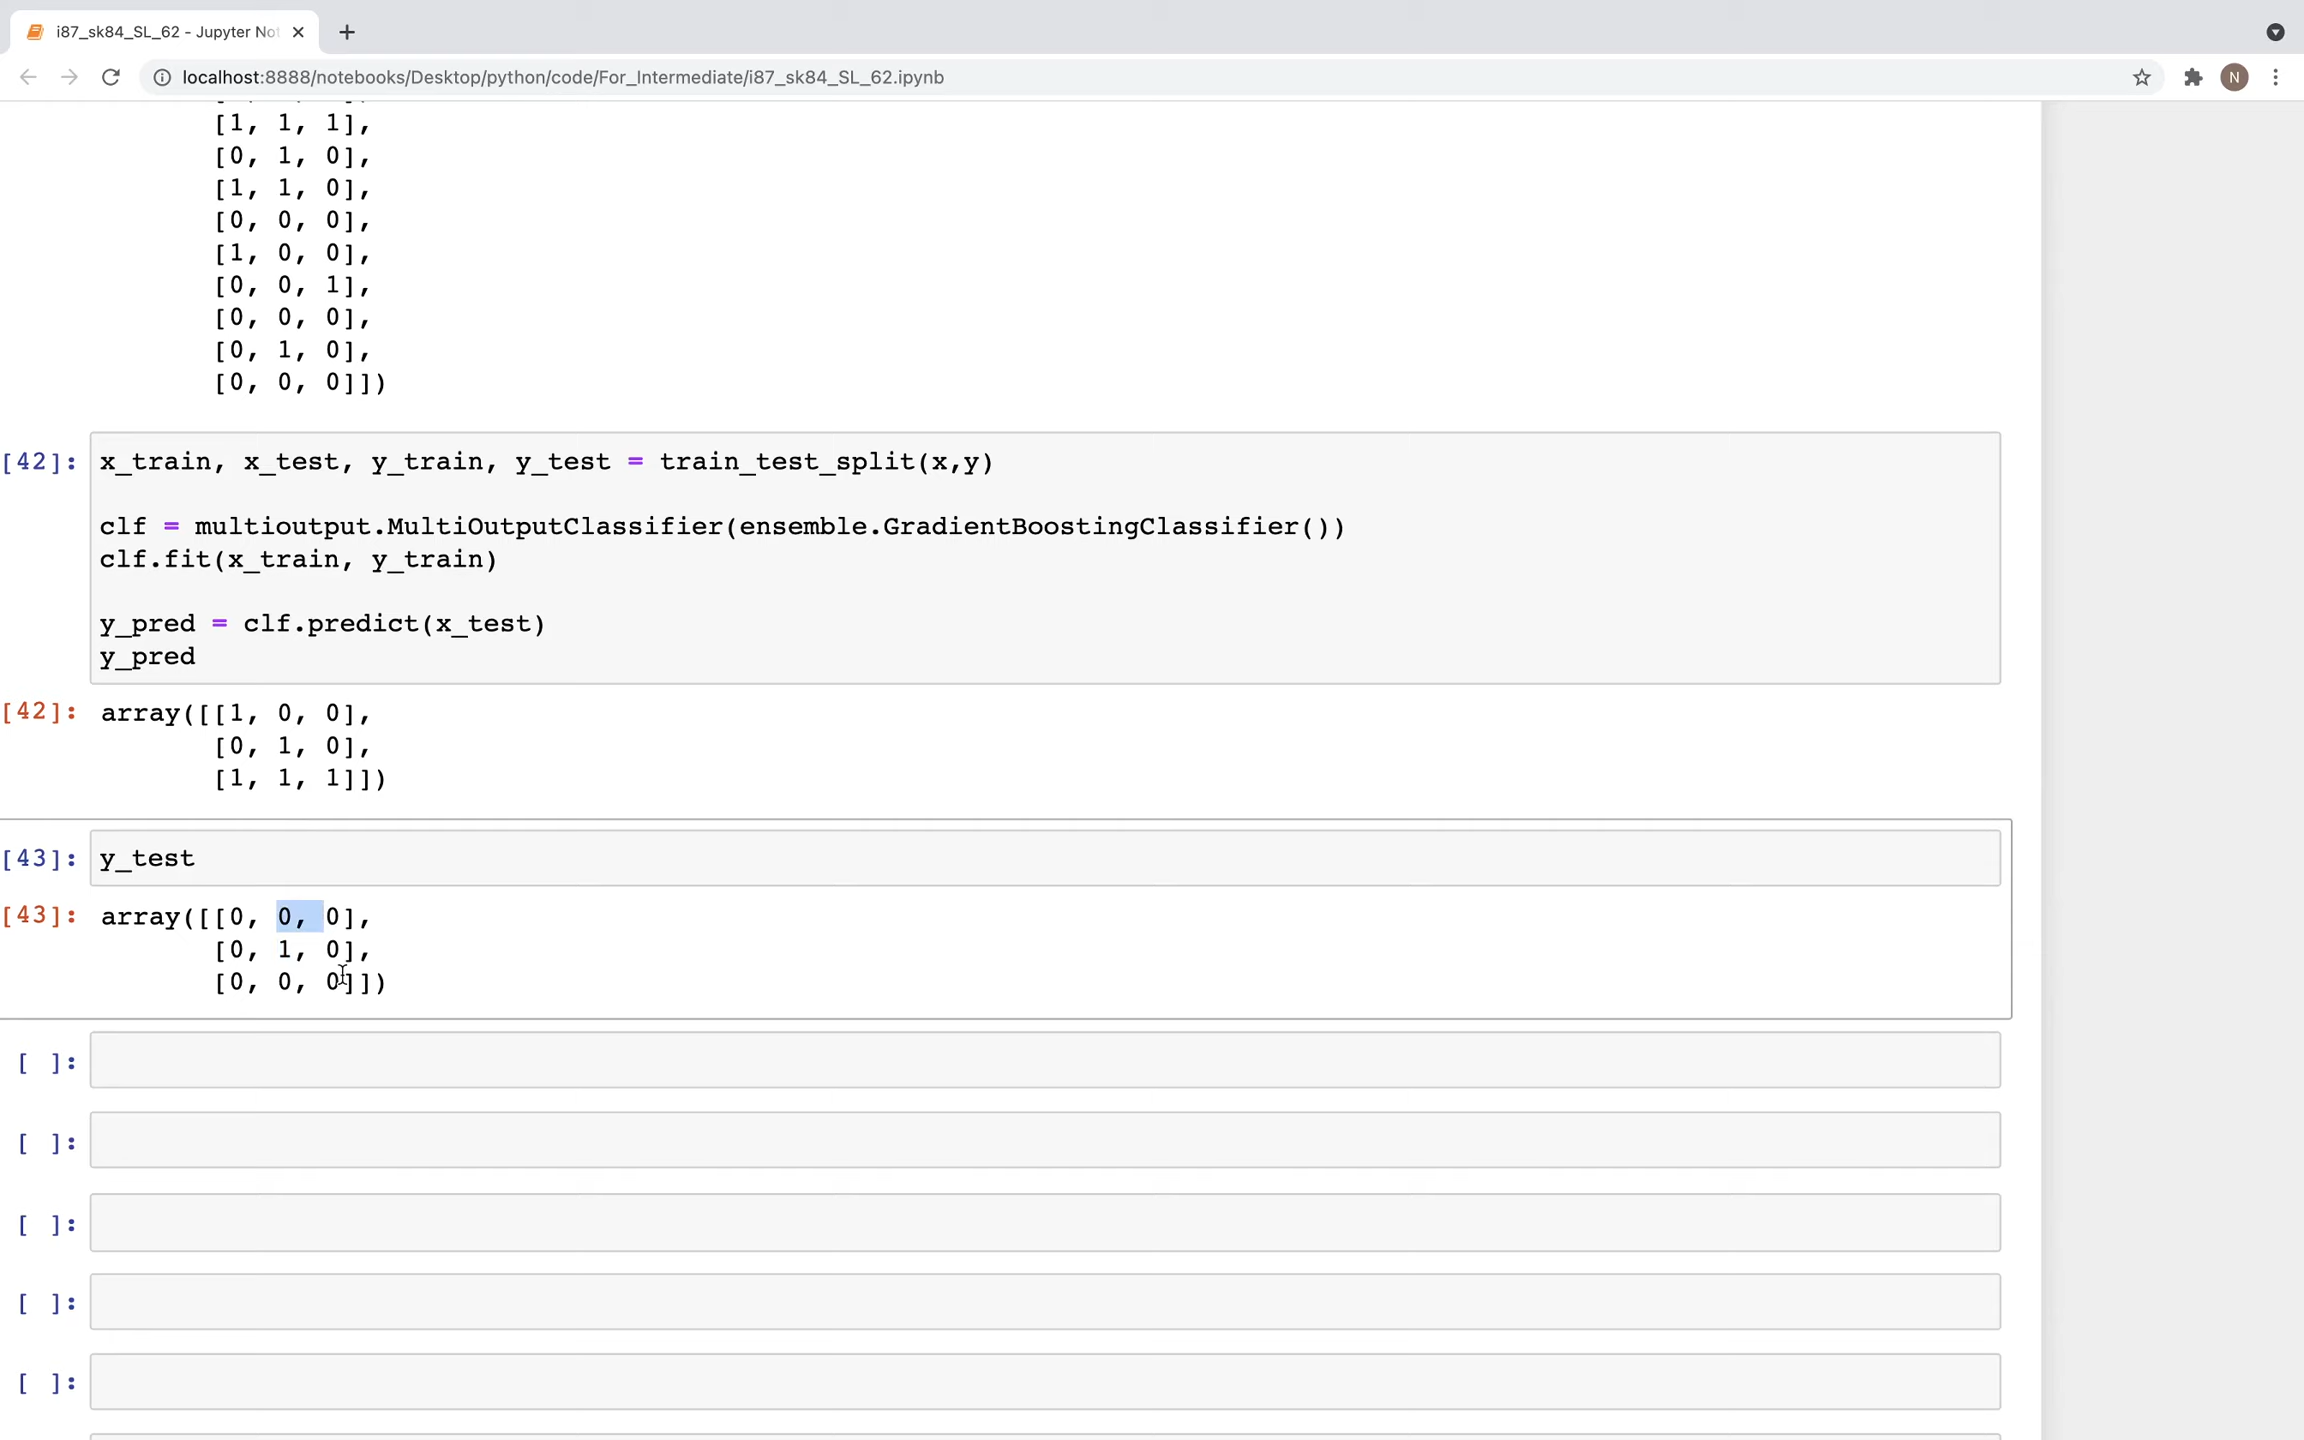 i87_sk84_SL_62 - Jupyter Not
localhost:8888/notebooks/Desktop/python/code/For_Intermediate/i87_sk84_SL_62.ipynb
N
[1, 1, 1],
[0, 1, 0],
[1, 1, 0],
[0, 0, 0],
[1, 0, 0],
[0, 0, 1],
[0, 0, 0],
[0, 1, 0],
[0, 0, 0]])
[42]: x_train, x_test, y_train, y_test = train_test_split(x,y)
clf = multioutput.MultiOutputClassifier(ensemble.GradientBoostingClassifier())
clf.fit(x_train, y_train)
y_pred = clf.predict(x_test)
y_pred
[42]: array([[1, 0, 0],
[0, 1, 0],
[1, 1, 1]])
[43]: y_test
[43]: array([[0, 0, 0],
[0, 1, 0],
[0, 0, 0]])
[ ]:
[ ]:
[ ]:
[ ]:
[ ]: